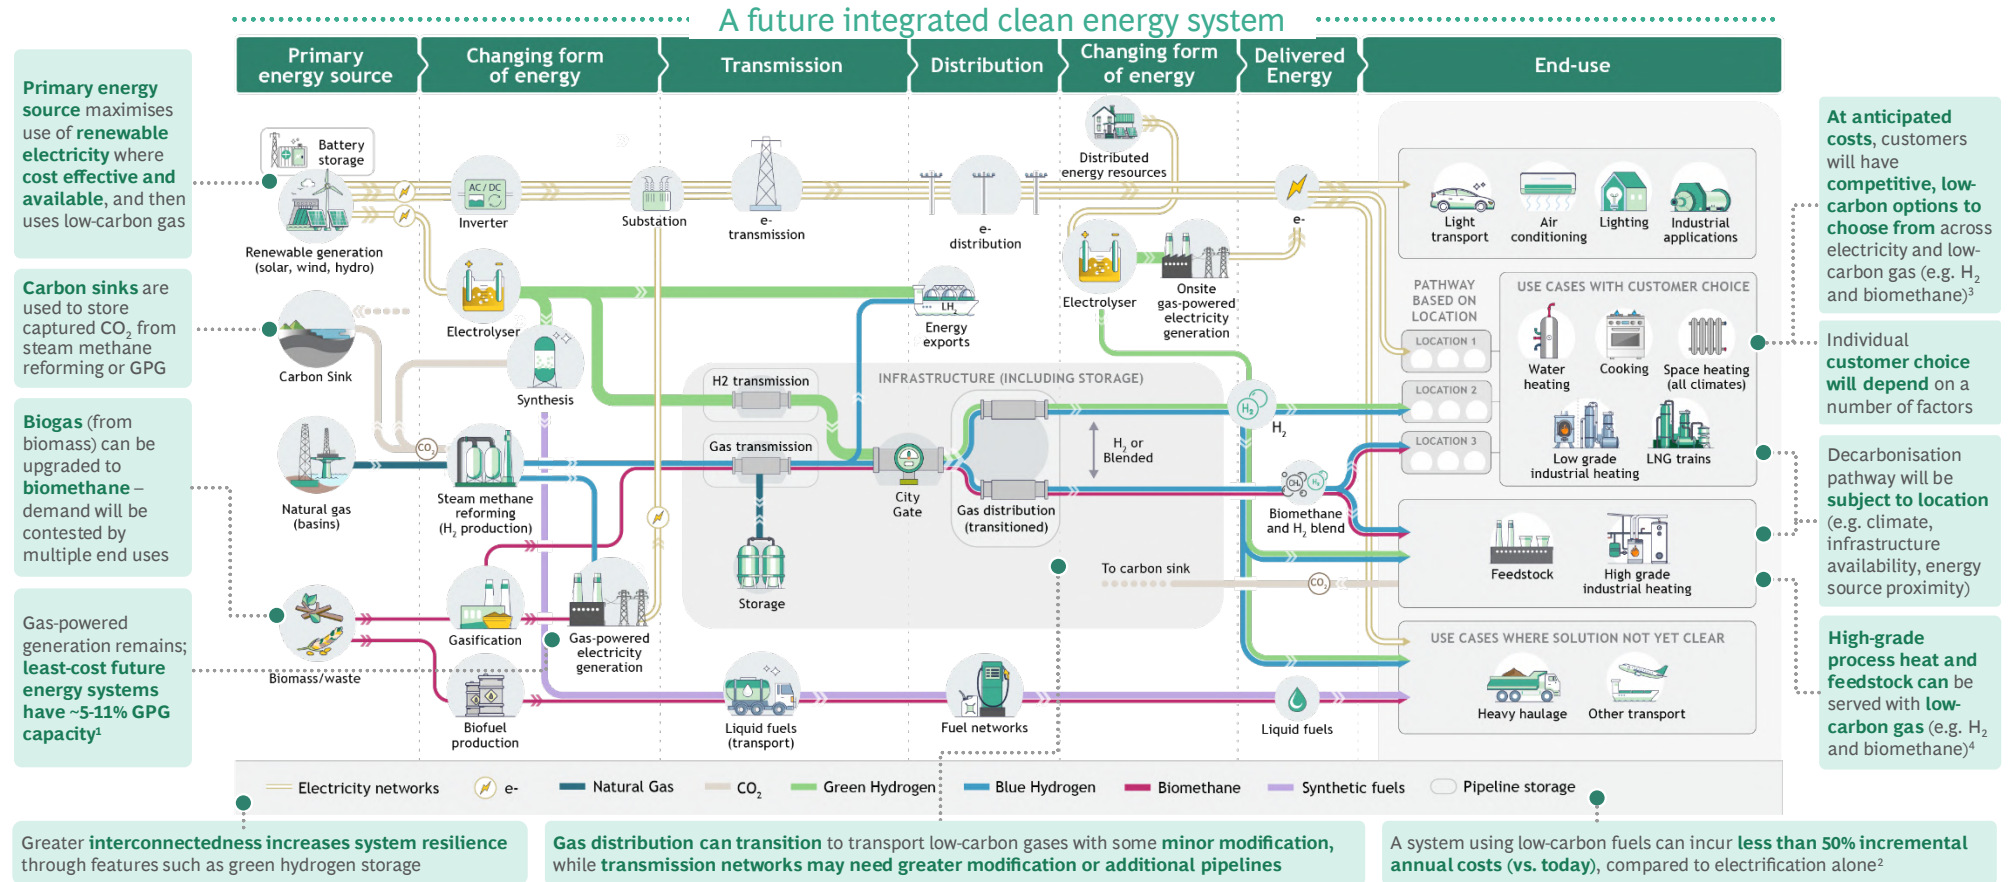 A future integrated clean energy system
Primary
energy source
Changing form
of energy
Transmission
Distribution
Changing form
of energy
Delivered
Energy
End-use
Primary energy
source maximises
use of renewable
electricity where
cost effective and
available, and then
uses low-carbon gas
Carbon sinks are
used to store
captured CO₂ from
steam methane
reforming or GPG
Biogas (from
biomass) can be
upgraded to
biomethane –
demand will be
contested by
multiple end uses
Gas-powered
generation remains;
least-cost future
energy systems
have ~5-11% GPG
capacity¹
Battery
storage
Renewable generation
(solar, wind, hydro)
Carbon Sink
Natural gas
(basins)
Biomass/waste
AC / DC
Inverter
Electrolyser
Synthesis
CO₂
Steam methane
reforming
(H₂ production)
Gasification
Gas-powered
electricity
generation
Biofuel
production
Substation
e-
transmission
H2 transmission
Gas transmission
Storage
Liquid fuels
(transport)
INFRASTRUCTURE (INCLUDING STORAGE)
City
Gate
e-
distribution
LH₂
Energy
exports
H₂ or
Blended
Gas distribution
(transitioned)
Fuel networks
Distributed
energy resources
Electrolyser
Onsite
gas-powered
electricity
generation
To carbon sink
e-
H₂
H₂
CH₄
H₂
Biomethane
and H₂ blend
CO₂
Liquid fuels
Light
transport
Air
conditioning
Lighting
Industrial
applications
PATHWAY
BASED ON
LOCATION
LOCATION 1
LOCATION 2
LOCATION 3
USE CASES WITH CUSTOMER CHOICE
Water
heating
Cooking
Space heating
(all climates)
Low grade
industrial heating
LNG trains
Feedstock
High grade
industrial heating
USE CASES WHERE SOLUTION NOT YET CLEAR
Heavy haulage
Other transport
At anticipated
costs, customers
will have
competitive, low-
carbon options to
choose from across
electricity and low-
carbon gas (e.g. H₂
and biomethane)³
Individual
customer choice
will depend on a
number of factors
Decarbonisation
pathway will be
subject to location
(e.g. climate,
infrastructure
availability, energy
source proximity)
High-grade
process heat and
feedstock can be
served with low-
carbon gas (e.g. H₂
and biomethane)⁴
Electricity networks
e-
Natural Gas
CO₂
Green Hydrogen
Blue Hydrogen
Biomethane
Synthetic fuels
Pipeline storage
Greater interconnectedness increases system resilience
through features such as green hydrogen storage
Gas distribution can transition to transport low-carbon gases with some minor modification,
while transmission networks may need greater modification or additional pipelines
A system using low-carbon fuels can incur less than 50% incremental
annual costs (vs. today), compared to electrification alone²